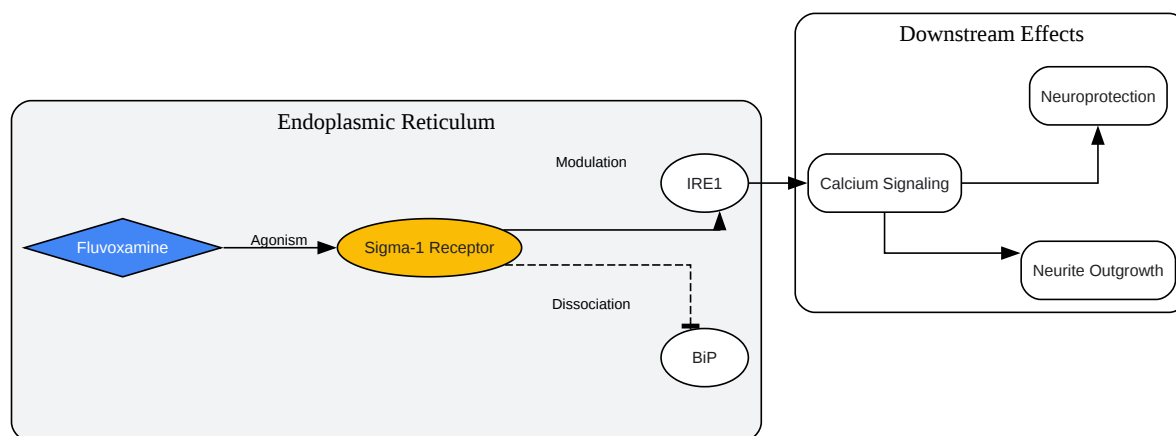 Downstream Effects
Neuroprotection
Endoplasmic Reticulum
Modulation
IRE1
Calcium Signaling
Fluvoxamine
Agonism
Sigma-1 Receptor
Neurite Outgrowth
Dissociation
BiP